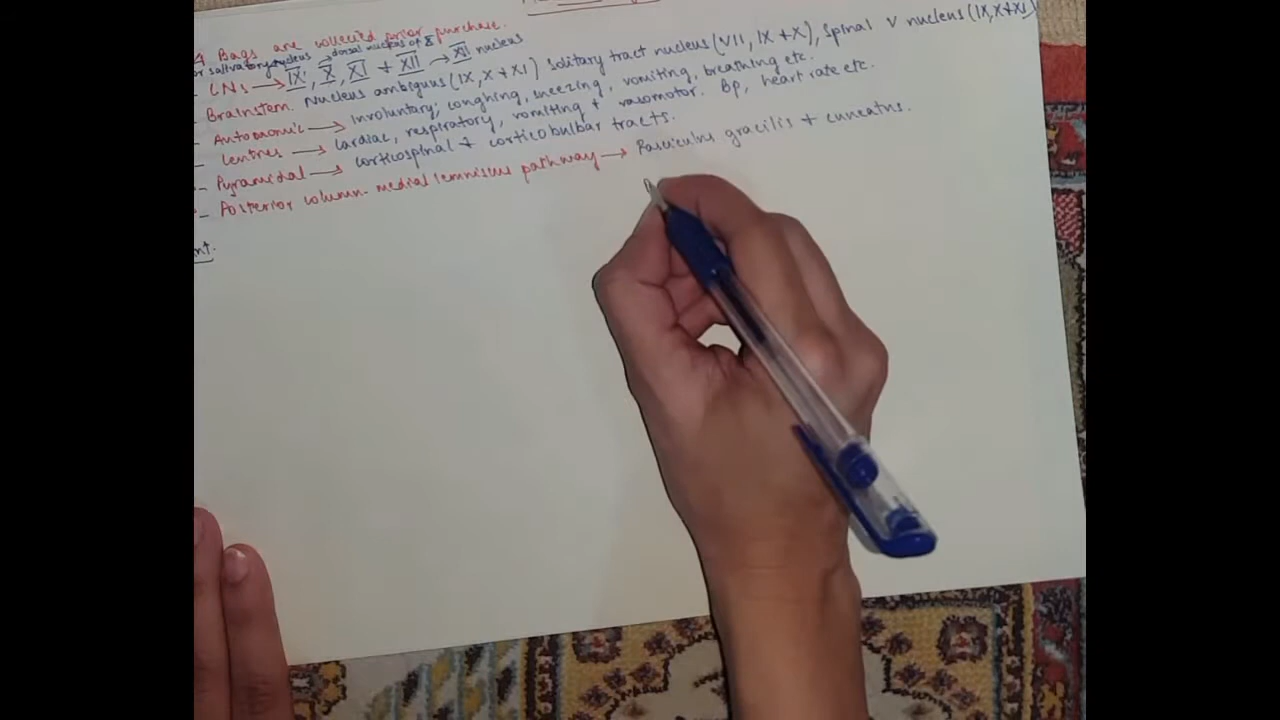 4 Bags are collected prior purchase.
salivatory nucleus → dorsal nucleus of X
- CNs → IX, X, XI + XII → XII nucleus
- Brainstem. Nucleus ambiguus (IX, X + XI) solitary tract nucleus (VII, IX + X), spinal V nucleus (IX, X + XI)
- Autonomic → Involuntary; coughing, sneezing, vomiting, breathing etc.
- Centres → cardiac, respiratory, vomiting + vasomotor. Bp, heart rate etc.
- Pyramidal → corticospinal + corticobulbar tracts.
- Posterior column-medial lemniscus pathway → Fasciculus gracilis + cuneatus.